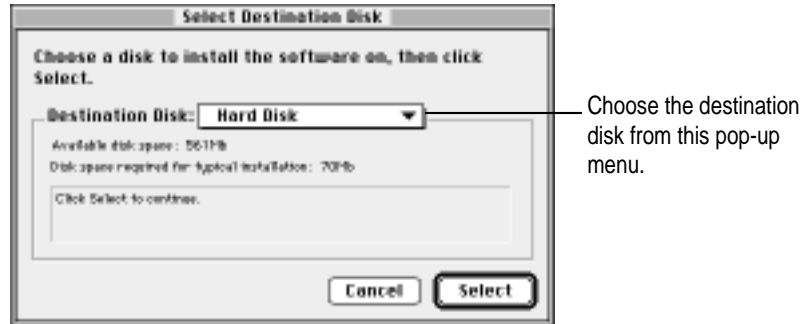 Select Destination Disk
Choose a disk to install the software on, then click
Select.
Destination Disk: Hard Disk
Available disk space: 561Mb
Disk space required for typical installation: 70Mb
Click Select to continue.
Cancel Select
Choose the destination
disk from this pop-up
menu.